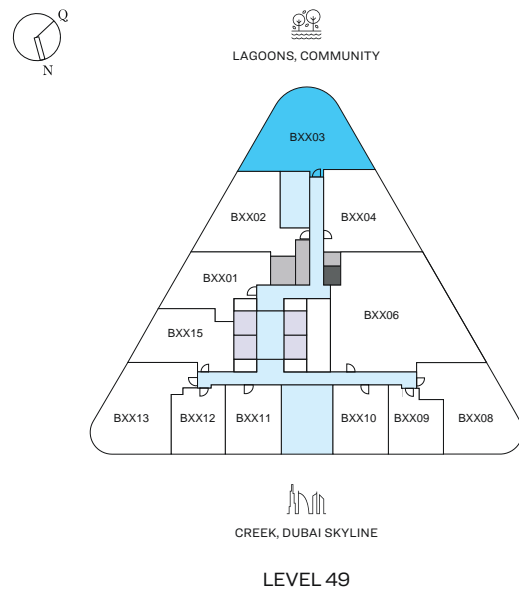 Q
N
LAGOONS, COMMUNITY
BXX03
BXX02 BXX04
BXX01
BXX06
BXX15
BXX13 BXX12 BXX11 BXX10 BXX09 BXX08
CREEK, DUBAI SKYLINE
LEVEL 49